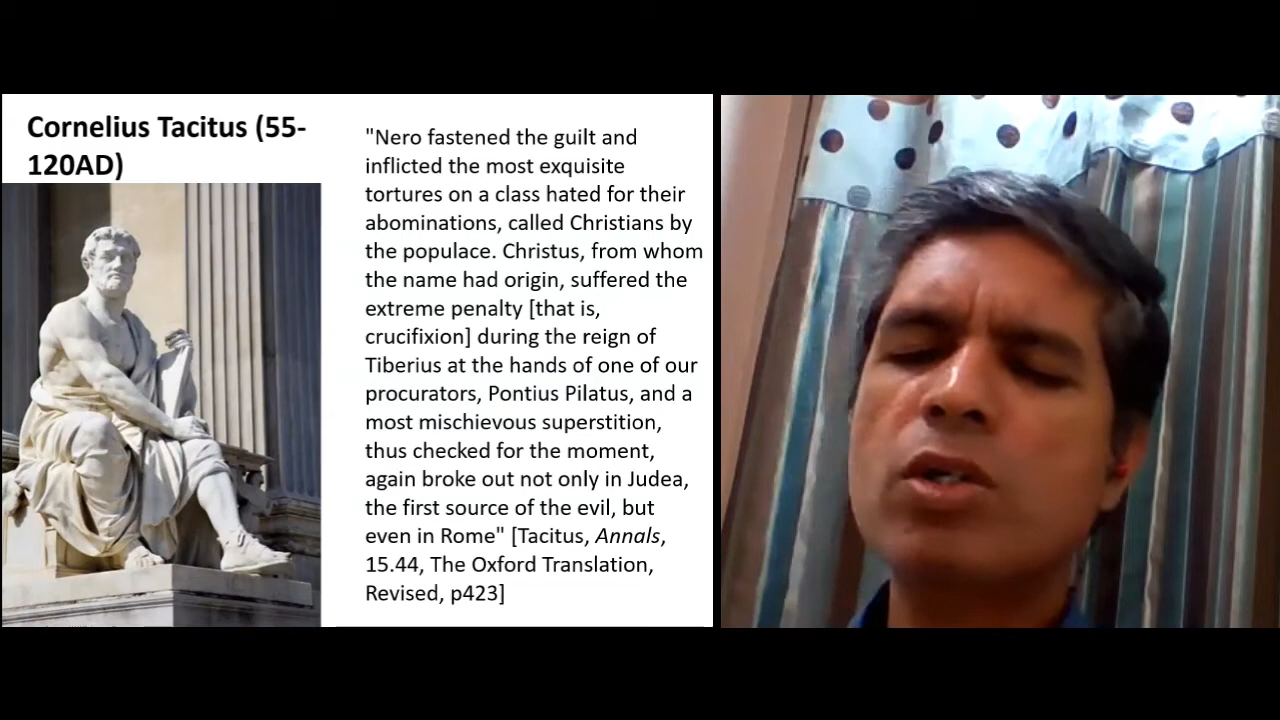 Cornelius Tacitus (55-
120AD)
"Nero fastened the guilt and
inflicted the most exquisite
tortures on a class hated for their
abominations, called Christians by
the populace. Christus, from whom
the name had origin, suffered the
extreme penalty [that is,
crucifixion] during the reign of
Tiberius at the hands of one of our
procurators, Pontius Pilatus, and a
most mischievous superstition,
thus checked for the moment,
again broke out not only in Judea,
the first source of the evil, but
even in Rome" [Tacitus, Annals,
15.44, The Oxford Translation,
Revised, p423]